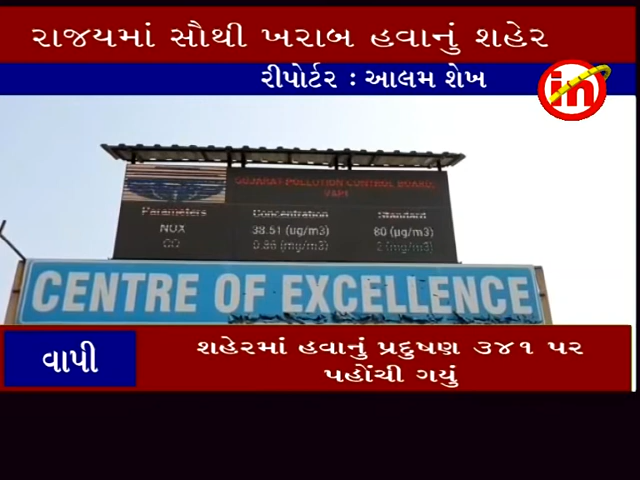 રાજયમાં સૌથી ખરાબ હવાનું શહેર
રીપોર્ટર : આલમ શેખ
in
GUJARAT POLLUTION CONTROL BOARD,
VAPI
Parameters Concentration Standard
NOX 38.51 (ug/m3) 80 (µg/m3)
CO 0.86 (mg/m3) 2 (mg/m3)
CENTRE OF EXCELLENCE
વાપી
શહેરમાં હવાનું પ્રદુષણ ૩૪૧ પર
પહોંચી ગયું